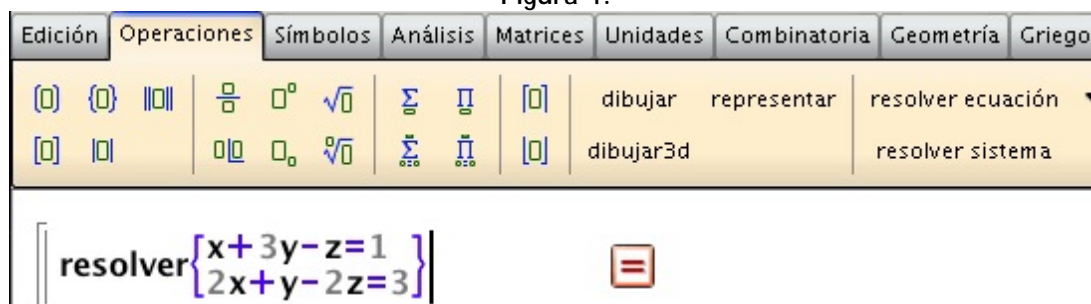 Figura 1.
Edición Operaciones Símbolos Análisis Matrices Unidades Combinatoria Geometría Griego
dibujar representar resolver ecuación
dibujar3d resolver sistema
resolver{x+3y-z=1
2x+y-2z=3}
=